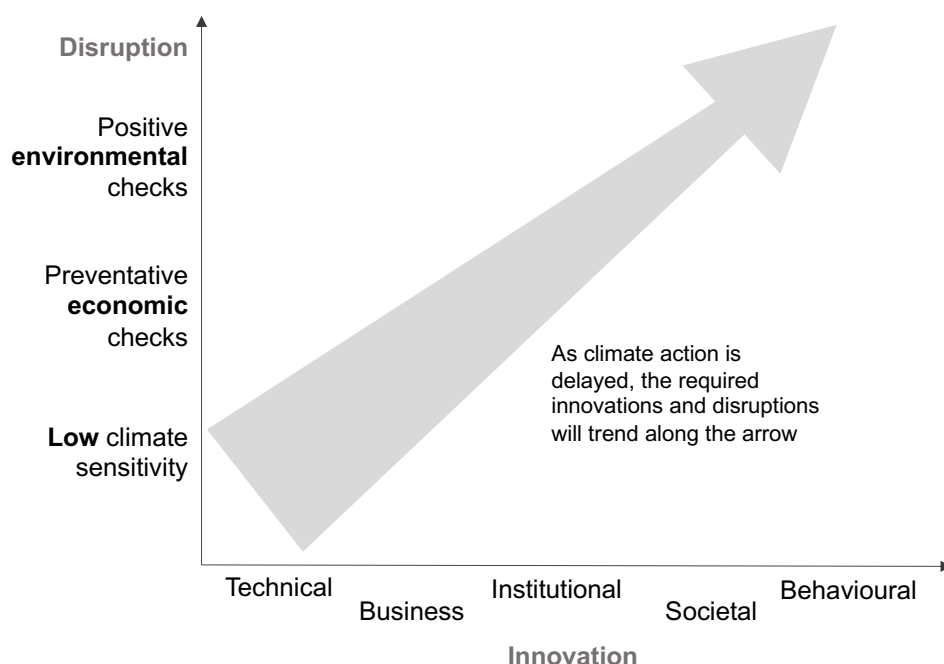 Disruption
Positive
environmental
checks
Preventative
economic
checks
Low climate
sensitivity
As climate action is
delayed, the required
innovations and disruptions
will trend along the arrow
Technical
Business
Institutional
Societal
Behavioural
Innovation